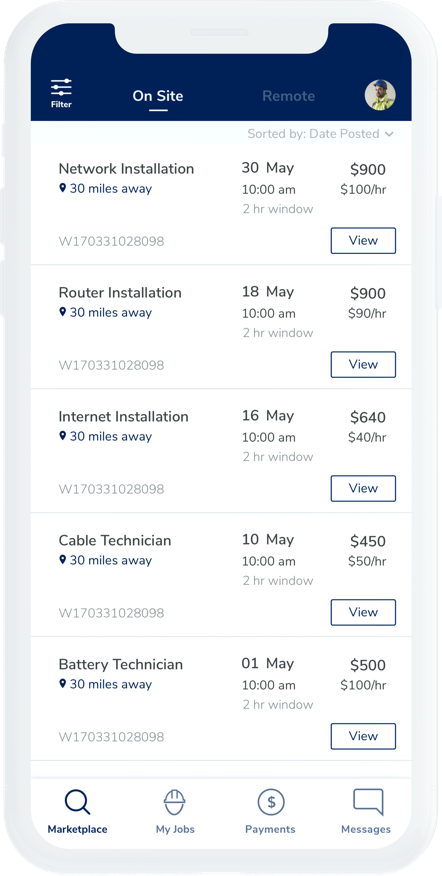 Filter
On Site
Remote
Sorted by: Date Posted
Network Installation 30 May $900
30 miles away 10:00 am $100/hr
2 hr window
W170331028098 View
Router Installation 18 May $900
30 miles away 10:00 am $90/hr
2 hr window
W170331028098 View
Internet Installation 16 May $640
30 miles away 10:00 am $40/hr
2 hr window
W170331028098 View
Cable Technician 10 May $450
30 miles away 10:00 am $50/hr
2 hr window
W170331028098 View
Battery Technician 01 May $500
30 miles away 10:00 am $100/hr
2 hr window
W170331028098 View
Marketplace My Jobs Payments Messages